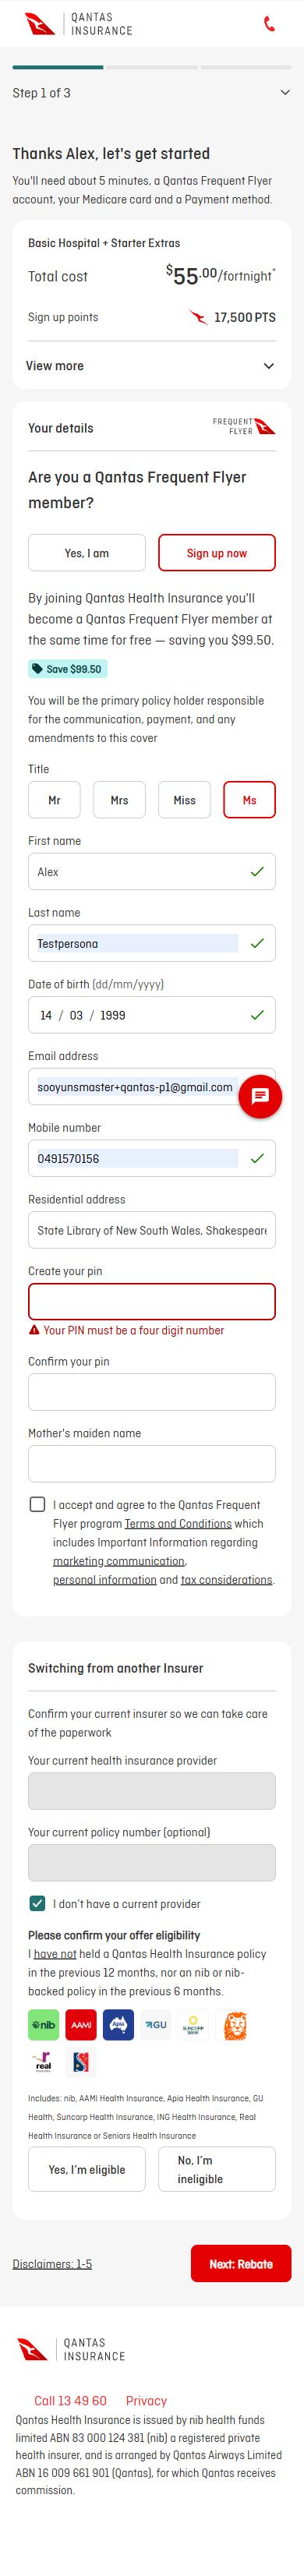 QANTAS
INSURANCE
Step 1 of 3
Thanks Alex, let's get started
You'll need about 5 minutes, a Qantas Frequent Flyer
account, your Medicare card and a Payment method.
Basic Hospital + Starter Extras
Total cost
$55.00/fortnight*
Sign up points
17,500 PTS
View more
Your details
FREQUENT
FLYER
Are you a Qantas Frequent Flyer
member?
Yes, I am
Sign up now
By joining Qantas Health Insurance you'll
become a Qantas Frequent Flyer member at
the same time for free — saving you $99.50.
Save $99.50
You will be the primary policy holder responsible
for the communication, payment, and any
amendments to this cover
Title
Mr
Mrs
Miss
Ms
First name
Alex
Last name
Testpersona
Date of birth (dd/mm/yyyy)
14 / 03 / 1999
Email address
sooyunsmaster+qantas-p1@gmail.com
Mobile number
0491570156
Residential address
State Library of New South Wales, Shakespeare
Create your pin
Your PIN must be a four digit number
Confirm your pin
Mother's maiden name
I accept and agree to the Qantas Frequent
Flyer program Terms and Conditions which
includes Important Information regarding
marketing communication,
personal information and tax considerations.
Switching from another Insurer
Confirm your current insurer so we can take care
of the paperwork
Your current health insurance provider
Your current policy number (optional)
I don't have a current provider
Please confirm your offer eligibility
I have not held a Qantas Health Insurance policy
in the previous 12 months, nor an nib or nib-
backed policy in the previous 6 months.
nib
AAMI
Apia
GU
SUNCORP
BANK
real
Includes: nib, AAMI Health Insurance, Apia Health Insurance, GU
Health, Suncorp Health Insurance, ING Health Insurance, Real
Health Insurance or Seniors Health Insurance
Yes, I'm eligible
No, I'm
ineligible
Disclaimers: 1-5
Next: Rebate
QANTAS
INSURANCE
Call 13 49 60
Privacy
Qantas Health Insurance is issued by nib health funds
limited ABN 83 000 124 381 (nib) a registered private
health insurer, and is arranged by Qantas Airways Limited
ABN 16 009 661 901 (Qantas), for which Qantas receives
commission.